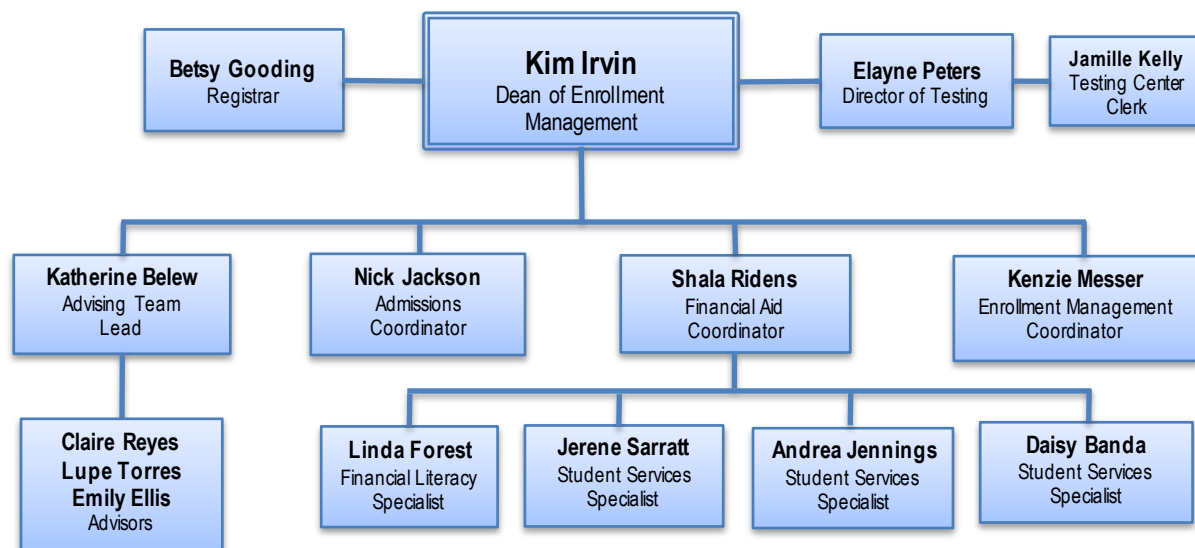 Betsy Gooding
Registrar
Kim Irvin
Dean of Enrollment
Management
Elayne Peters
Director of Testing
Jamille Kelly
Testing Center
Clerk
Katherine Belew
Advising Team
Lead
Nick Jackson
Admissions
Coordinator
Shala Ridens
Financial Aid
Coordinator
Kenzie Messer
Enrollment Management
Coordinator
Claire Reyes
Lupe Torres
Emily Ellis
Advisors
Linda Forest
Financial Literacy
Specialist
Jerene Sarratt
Student Services
Specialist
Andrea Jennings
Student Services
Specialist
Daisy Banda
Student Services
Specialist